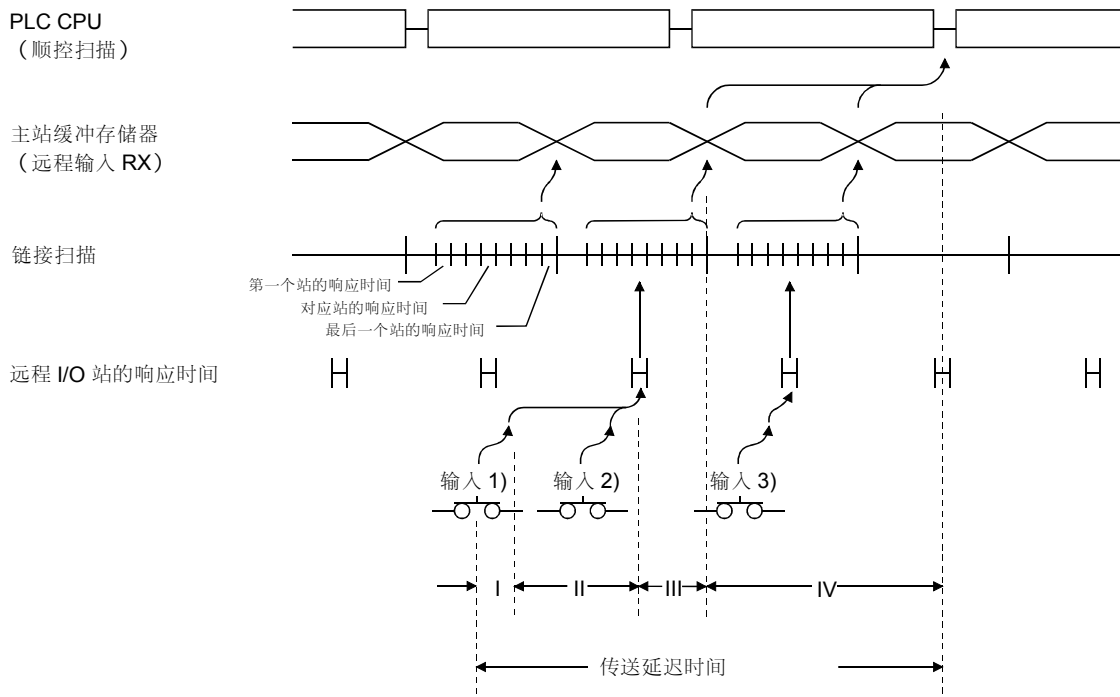 PLC CPU
（顺控扫描）
主站缓冲存储器
（远程输入 RX）
链接扫描
第一个站的响应时间
对应站的响应时间
最后一个站的响应时间
远程 I/O 站的响应时间
输入 1)
输入 2)
输入 3)
I
II
III
IV
传送延迟时间